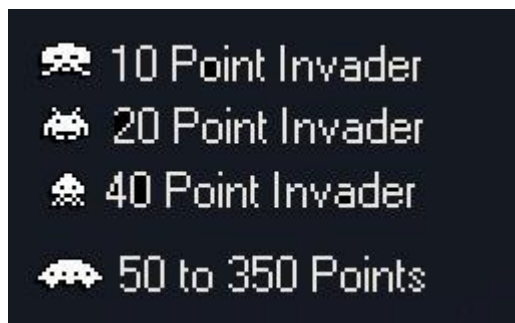 10 Point Invader
20 Point Invader
40 Point Invader
50 to 350 Points